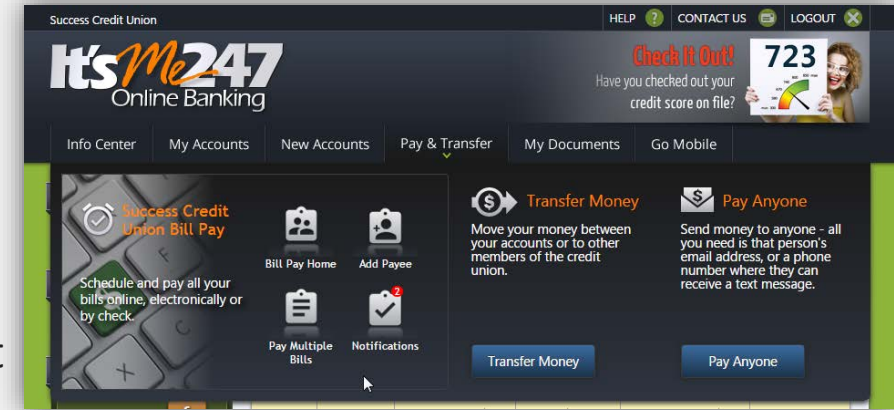 Success Credit Union
HELP ? CONTACT US LOGOUT
It's Me 247
Online Banking
Check It Out!
Have you checked out your
credit score on file?
723
Info Center My Accounts New Accounts Pay & Transfer My Documents Go Mobile
Success Credit
Union Bill Pay
Schedule and pay all your
bills online, electronically or
by check.
Bill Pay Home Add Payee
2
Pay Multiple
Bills
Notifications
Transfer Money
Move your money between
your accounts or to other
members of the credit
union.
Transfer Money
Pay Anyone
Send money to anyone - all
you need is that person's
email address, or a phone
number where they can
receive a text message.
Pay Anyone